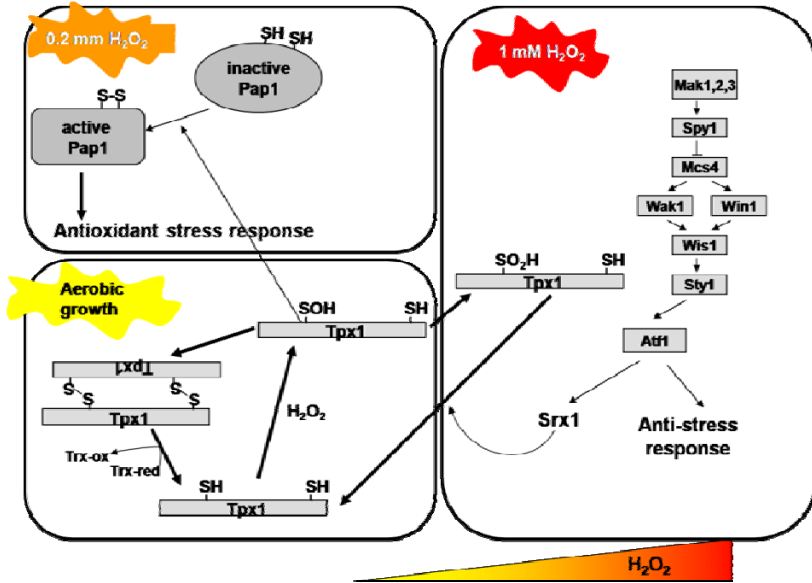 0.2 mm H₂O₂
SH
SH
inactive
Pap1
S-S
active
Pap1
Antioxidant stress response
1 mM H₂O₂
Mak1,2,3
Spy1
Mcs4
Wak1
Win1
Wis1
Sty1
Atf1
Srx1
Anti-stress
response
SO₂H
SH
Tpx1
Aerobic
growth
SOH
SH
Tpx1
Tpx1
S
S
S
S
Tpx1
H₂O₂
Trx-ox
Trx-red
SH
SH
Tpx1
H₂O₂